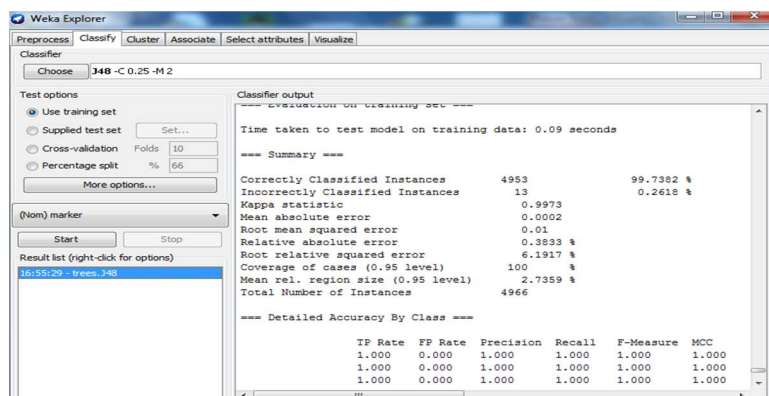 Weka Explorer
Preprocess Classify Cluster Associate Select attributes Visualize
Classifier
Choose J48 -C 0.25 -M 2
Test options
Use training set
Supplied test set Set...
Cross-validation Folds 10
Percentage split % 66
More options...
(Nom) marker
Start Stop
Result list (right-click for options)
16:55:29 - trees.J48
Classifier output
=== Evaluation on training set ===
Time taken to test model on training data: 0.09 seconds
=== Summary ===
Correctly Classified Instances 4953 99.7382 %
Incorrectly Classified Instances 13 0.2618 %
Kappa statistic 0.9973
Mean absolute error 0.0002
Root mean squared error 0.01
Relative absolute error 0.3833 %
Root relative squared error 6.1917 %
Coverage of cases (0.95 level) 100 %
Mean rel. region size (0.95 level) 2.7359 %
Total Number of Instances 4966
=== Detailed Accuracy By Class ===
TP Rate FP Rate Precision Recall F-Measure MCC
1.000 0.000 1.000 1.000 1.000 1.000
1.000 0.000 1.000 1.000 1.000 1.000
1.000 0.000 1.000 1.000 1.000 1.000